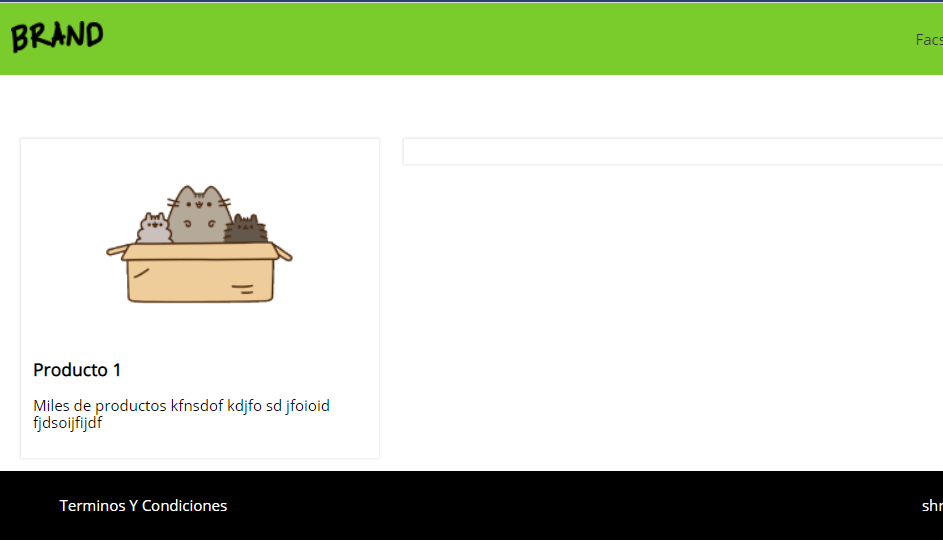 BRAND
Producto 1
Miles de productos kfnsdof kdjfo sd jfoioid
fjdsoijfijdf
Terminos Y Condiciones